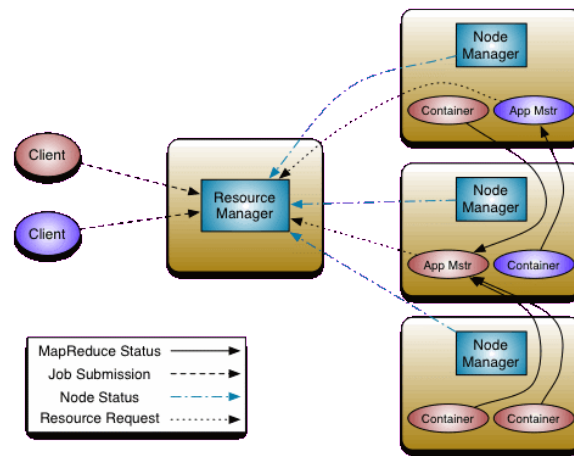 Node
Manager
Container
App Mstr
Client
Resource
Manager
Node
Manager
Client
App Mstr
Container
Node
Manager
MapReduce Status
Job Submission
Node Status
Resource Request
Container
Container